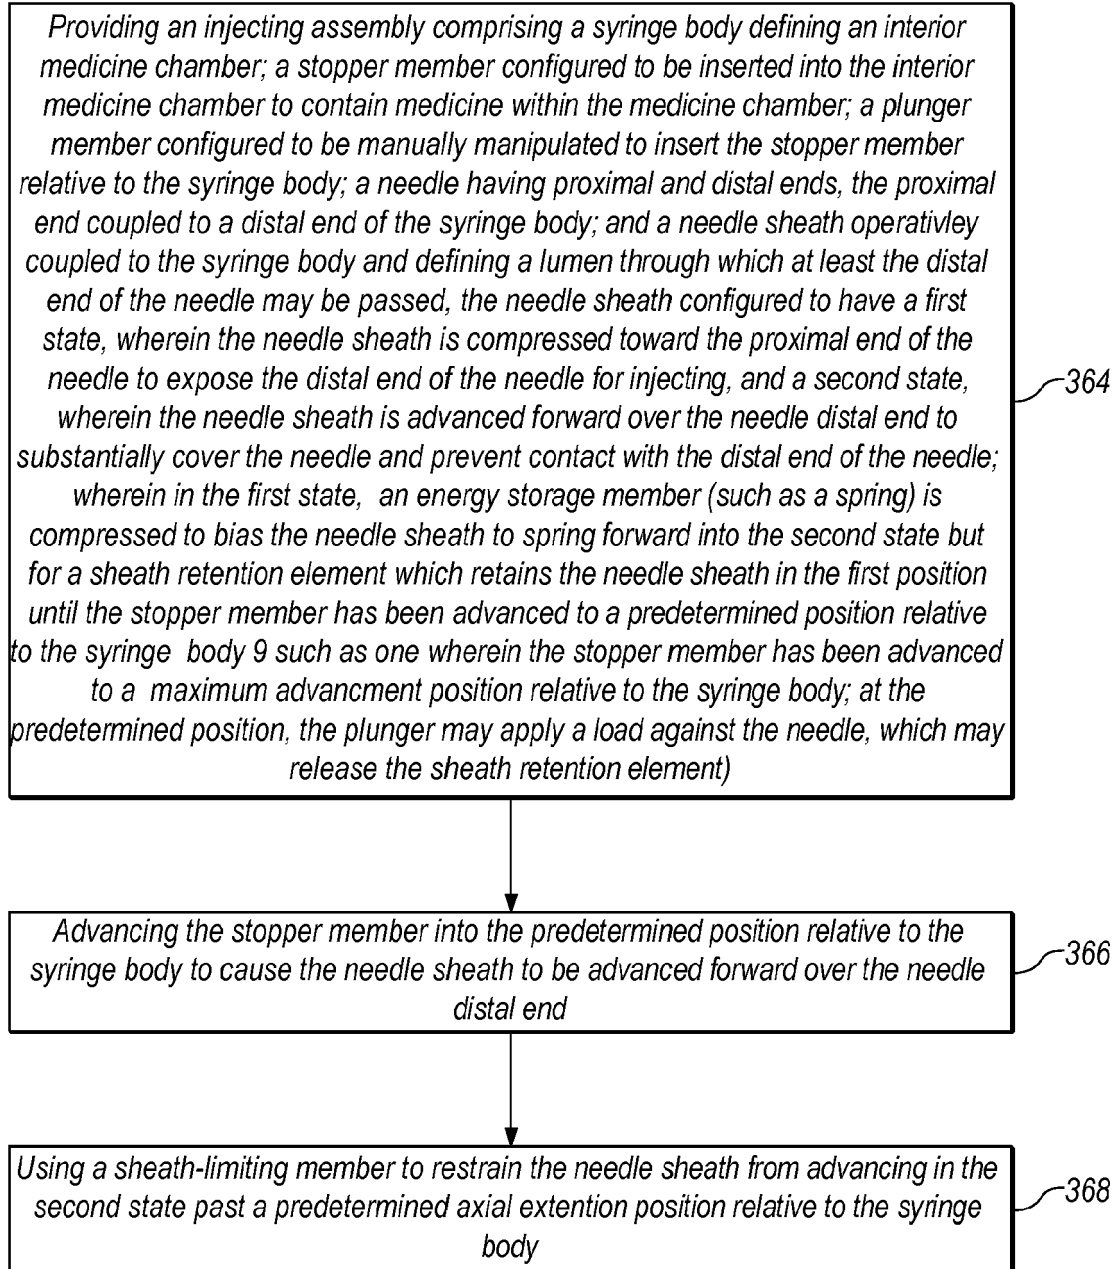 Providing an injecting assembly comprising a syringe body defining an interior
medicine chamber; a stopper member configured to be inserted into the interior
medicine chamber to contain medicine within the medicine chamber; a plunger
member configured to be manually manipulated to insert the stopper member
relative to the syringe body; a needle having proximal and distal ends, the proximal
end coupled to a distal end of the syringe body; and a needle sheath operativley
coupled to the syringe body and defining a lumen through which at least the distal
end of the needle may be passed, the needle sheath configured to have a first
state, wherein the needle sheath is compressed toward the proximal end of the
needle to expose the distal end of the needle for injecting, and a second state,
wherein the needle sheath is advanced forward over the needle distal end to
substantially cover the needle and prevent contact with the distal end of the needle;
wherein in the first state, an energy storage member (such as a spring) is
compressed to bias the needle sheath to spring forward into the second state but
for a sheath retention element which retains the needle sheath in the first position
until the stopper member has been advanced to a predetermined position relative
to the syringe body 9 such as one wherein the stopper member has been advanced
to a maximum advancment position relative to the syringe body; at the
predetermined position, the plunger may apply a load against the needle, which may
release the sheath retention element)
364
Advancing the stopper member into the predetermined position relative to the
syringe body to cause the needle sheath to be advanced forward over the needle
distal end
366
Using a sheath-limiting member to restrain the needle sheath from advancing in the
second state past a predetermined axial extention position relative to the syringe
body
368